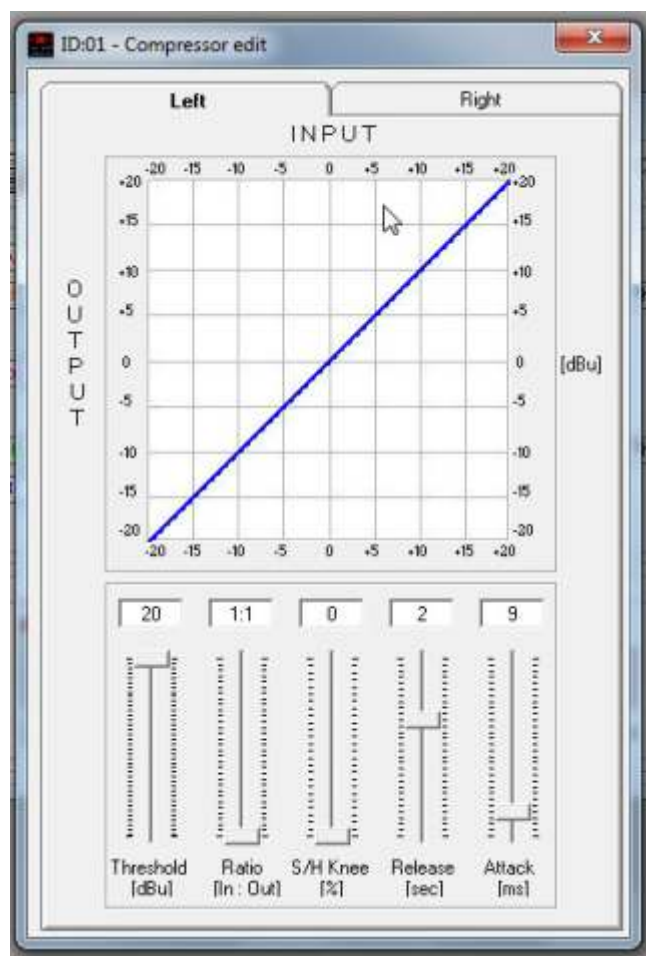 ID:01 - Compressor edit
Left Right
INPUT
-20 -15 -10 -5 0 +5 +10 +15 +20
+20 +20
+15 +15
+10 +10
+5 +5
0 0
-5 -5
-10 -10
-15 -15
-20 -20
-20 -15 -10 -5 0 +5 +10 +15 +20
OUTPUT
[dBu]
20 1:1 0 2 9
Threshold Ratio S/H Knee Release Attack
[dBu] [In : Out] [%] [sec] [ms]